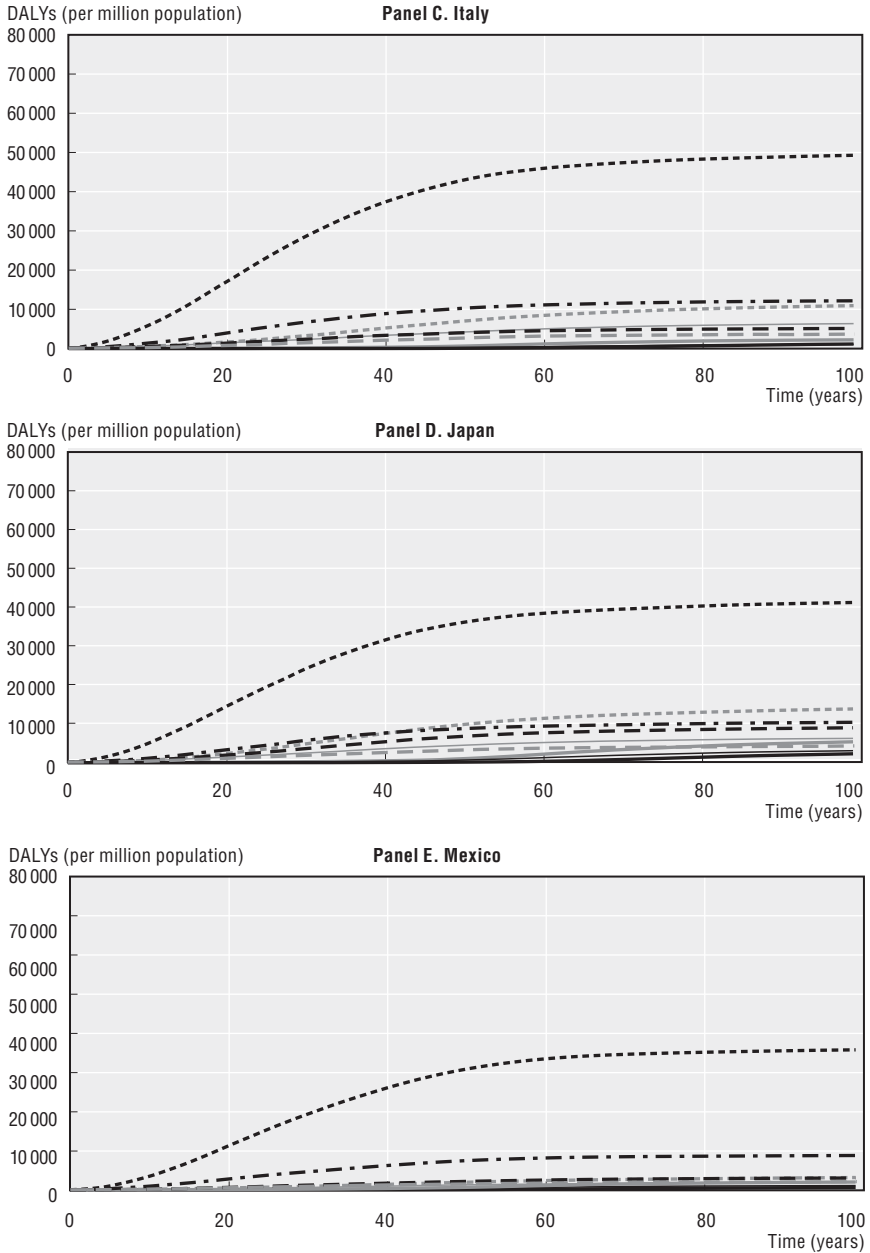 DALYs (per million population)
Panel C. Italy
80 000
70 000
60 000
50 000
40 000
30 000
20 000
10 000
0
0 20 40 60 80 100
Time (years)
DALYs (per million population)
Panel D. Japan
80 000
70 000
60 000
50 000
40 000
30 000
20 000
10 000
0
0 20 40 60 80 100
Time (years)
DALYs (per million population)
Panel E. Mexico
80 000
70 000
60 000
50 000
40 000
30 000
20 000
10 000
0
0 20 40 60 80 100
Time (years)